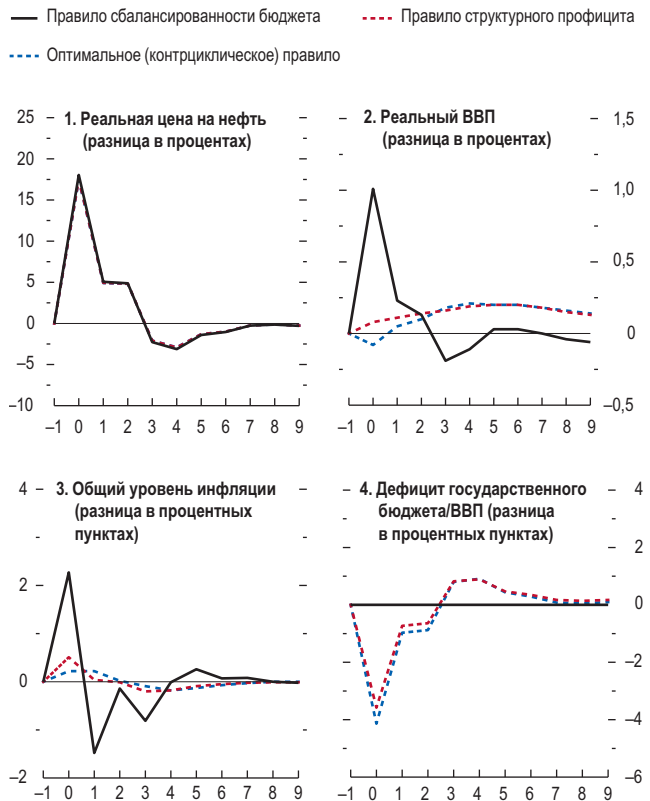 Правило сбалансированности бюджета
Правило структурного профицита
Оптимальное (контрциклическое) правило
1. Реальная цена на нефть
(разница в процентах)
25
20
15
10
5
0
–5
–10
–1 0 1 2 3 4 5 6 7 8 9
2. Реальный ВВП
(разница в процентах)
1,5
1,0
0,5
0
–0,5
–1 0 1 2 3 4 5 6 7 8 9
3. Общий уровень инфляции
(разница в процентных
пунктах)
4
2
0
–2
–1 0 1 2 3 4 5 6 7 8 9
4. Дефицит государственного
бюджета/ВВП (разница
в процентных пунктах)
4
2
0
–2
–4
–6
–1 0 1 2 3 4 5 6 7 8 9